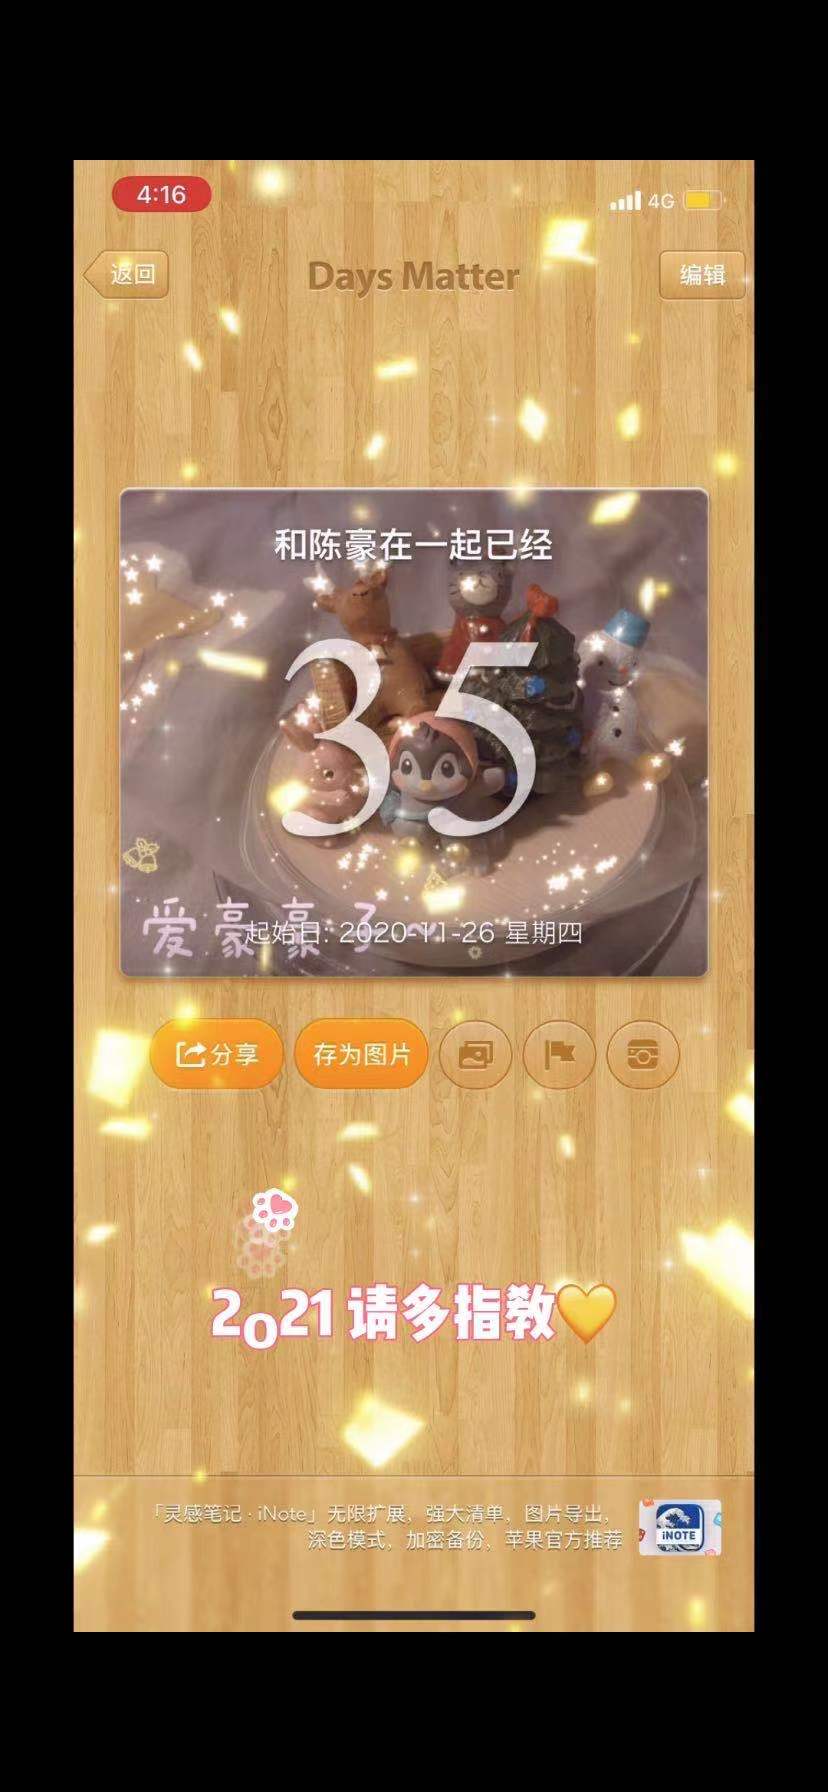 4:16
4G
返回
Days Matter
编辑
和陈豪在一起已经
35
爱豪豪子~
起始日: 2020-11-26 星期四
分享
存为图片
2021 请多指教💛
「灵感笔记 · iNote」无限扩展，强大清单，图片导出，
深色模式，加密备份，苹果官方推荐
iNOTE